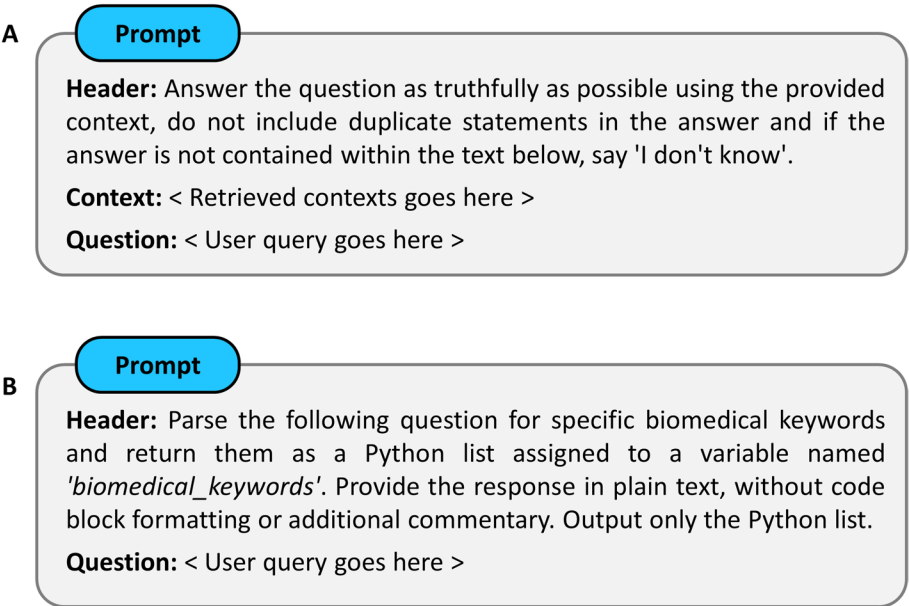 A
Prompt
Header: Answer the question as truthfully as possible using the provided
context, do not include duplicate statements in the answer and if the
answer is not contained within the text below, say 'I don't know'.
Context: < Retrieved contexts goes here >
Question: < User query goes here >
B
Prompt
Header: Parse the following question for specific biomedical keywords
and return them as a Python list assigned to a variable named
'biomedical_keywords'. Provide the response in plain text, without code
block formatting or additional commentary. Output only the Python list.
Question: < User query goes here >